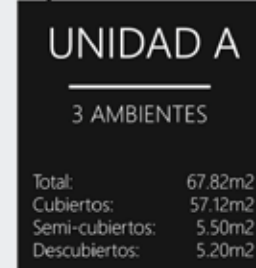 UNIDAD A
3 AMBIENTES
Total: 67.82m2
Cubiertos: 57.12m2
Semi-cubiertos: 5.50m2
Descubiertos: 5.20m2